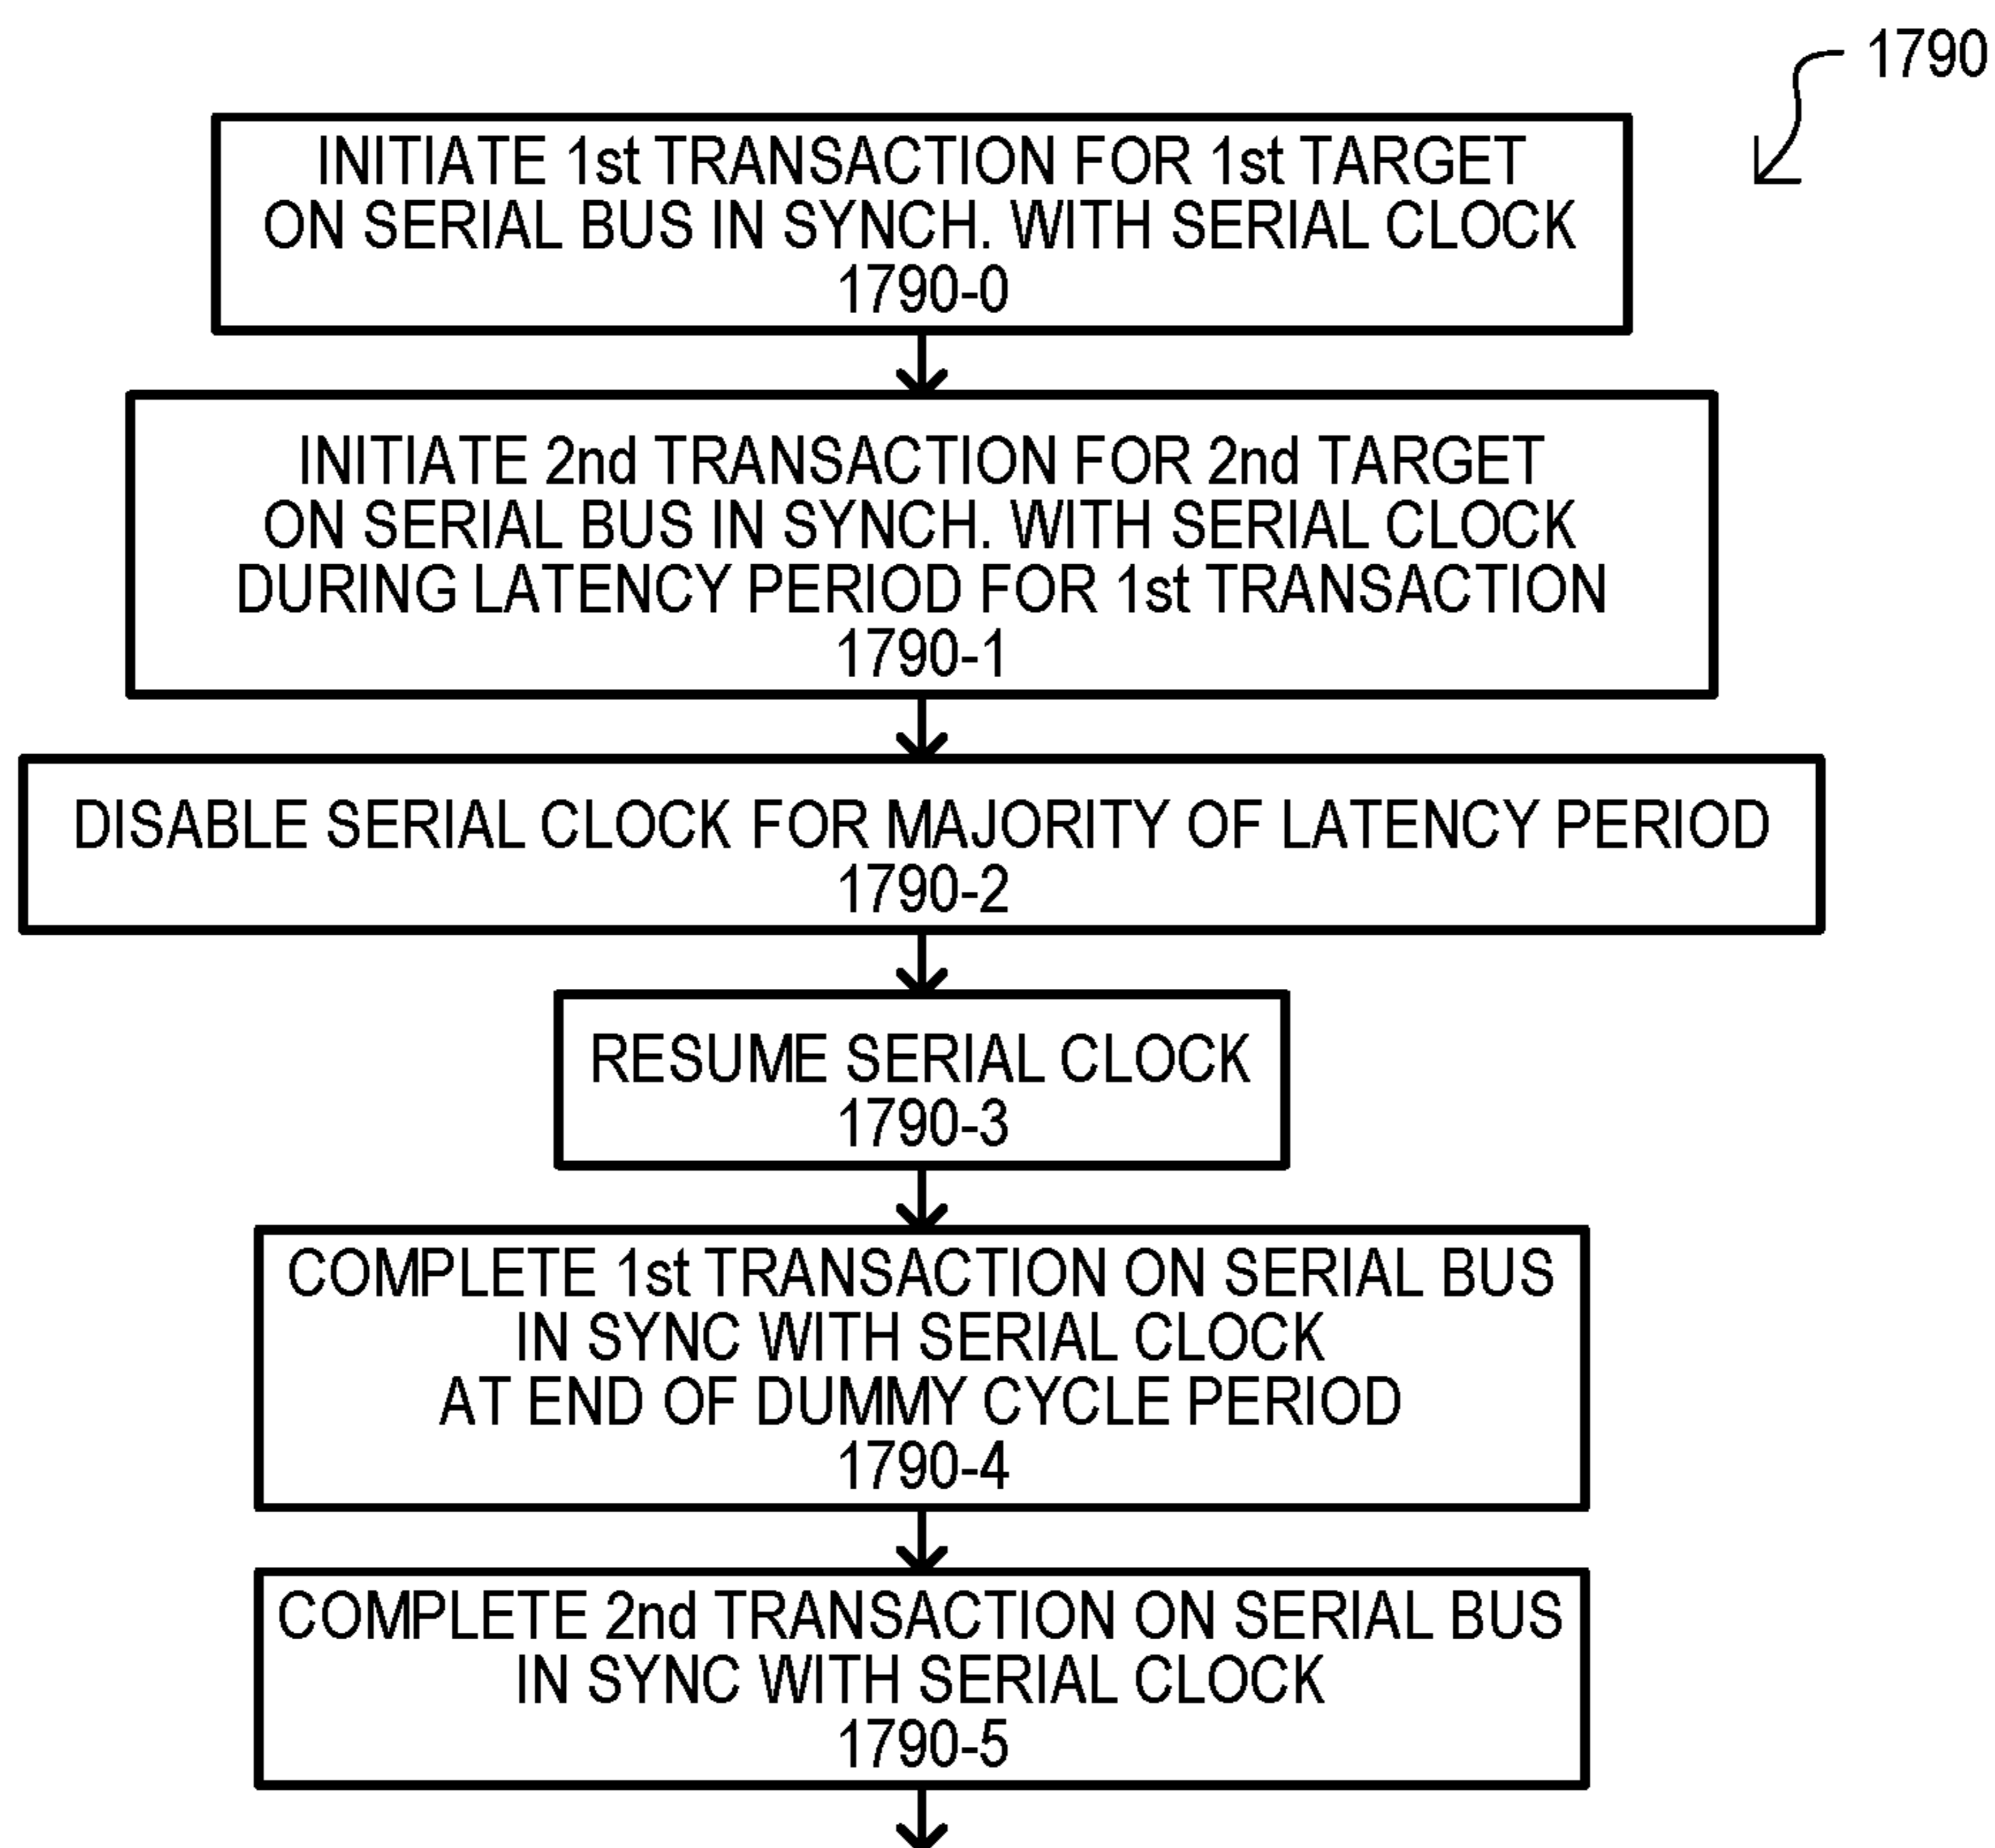 1790
INITIATE 1st TRANSACTION FOR 1st TARGET
ON SERIAL BUS IN SYNCH. WITH SERIAL CLOCK
1790-0
INITIATE 2nd TRANSACTION FOR 2nd TARGET
ON SERIAL BUS IN SYNCH. WITH SERIAL CLOCK
DURING LATENCY PERIOD FOR 1st TRANSACTION
1790-1
DISABLE SERIAL CLOCK FOR MAJORITY OF LATENCY PERIOD
1790-2
RESUME SERIAL CLOCK
1790-3
COMPLETE 1st TRANSACTION ON SERIAL BUS
IN SYNC WITH SERIAL CLOCK
AT END OF DUMMY CYCLE PERIOD
1790-4
COMPLETE 2nd TRANSACTION ON SERIAL BUS
IN SYNC WITH SERIAL CLOCK
1790-5